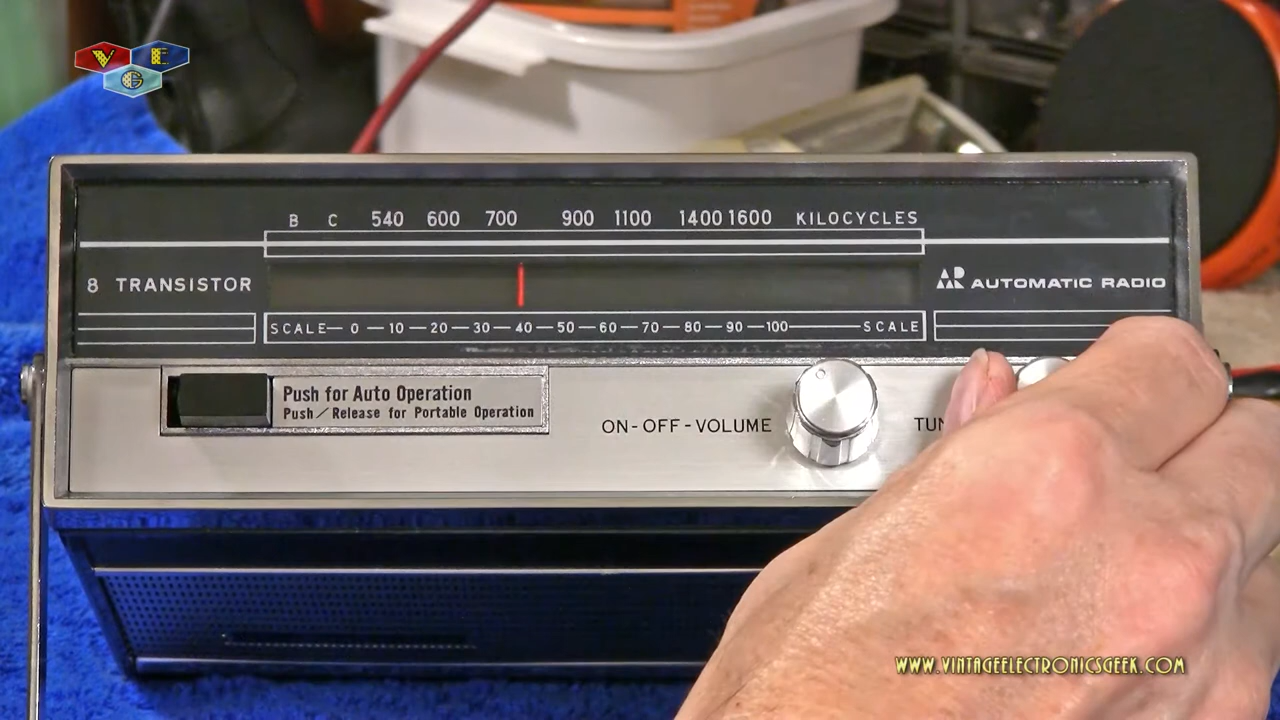 V E G
B C 540 600 700 900 1100 1400 1600 KILOCYCLES
8 TRANSISTOR
AR AUTOMATIC RADIO
SCALE— 0 — 10 — 20 — 30 — 40 — 50 — 60 — 70 — 80 — 90 — 100——SCALE
Push for Auto Operation
Push/Release for Portable Operation
ON-OFF-VOLUME
TUN
WWW.VINTAGEELECTRONICSGEEK.COM